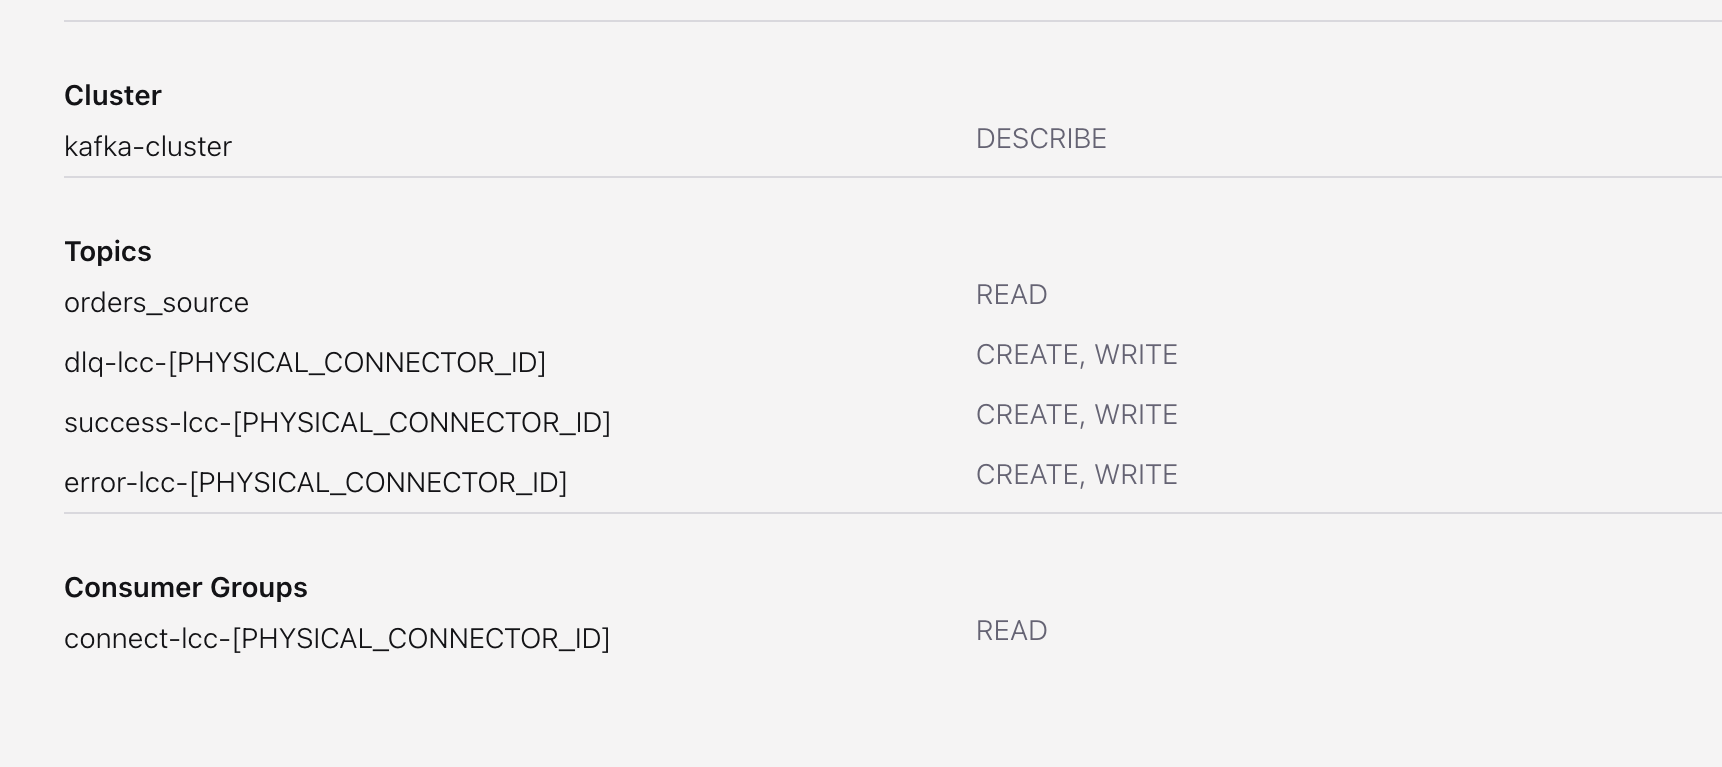 Cluster
kafka-cluster DESCRIBE
Topics
orders_source READ
dlq-lcc-[PHYSICAL_CONNECTOR_ID] CREATE, WRITE
success-lcc-[PHYSICAL_CONNECTOR_ID] CREATE, WRITE
error-lcc-[PHYSICAL_CONNECTOR_ID] CREATE, WRITE
Consumer Groups
connect-lcc-[PHYSICAL_CONNECTOR_ID] READ